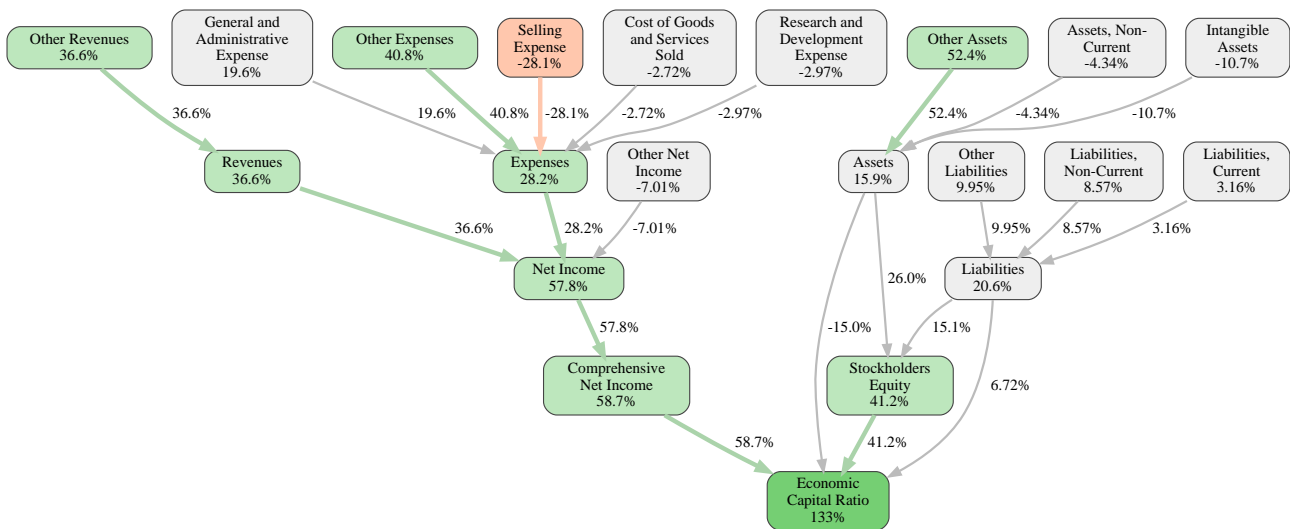 Other Revenues
36.6%
General and
Administrative
Expense
19.6%
Other Expenses
40.8%
Selling
Expense
-28.1%
Cost of Goods
and Services
Sold
-2.72%
Research and
Development
Expense
-2.97%
Other Assets
52.4%
Assets, Non-
Current
-4.34%
Intangible
Assets
-10.7%
36.6%
19.6%
40.8%
-28.1%
-2.72%
-2.97%
52.4%
-4.34%
-10.7%
Revenues
36.6%
Expenses
28.2%
Other Net
Income
-7.01%
Assets
15.9%
Other
Liabilities
9.95%
Liabilities,
Non-Current
8.57%
Liabilities,
Current
3.16%
36.6%
28.2%
-7.01%
9.95%
8.57%
3.16%
Net Income
57.8%
Liabilities
20.6%
26.0%
57.8%
-15.0%
15.1%
Comprehensive
Net Income
58.7%
Stockholders
Equity
41.2%
6.72%
58.7%
41.2%
Economic
Capital Ratio
133%